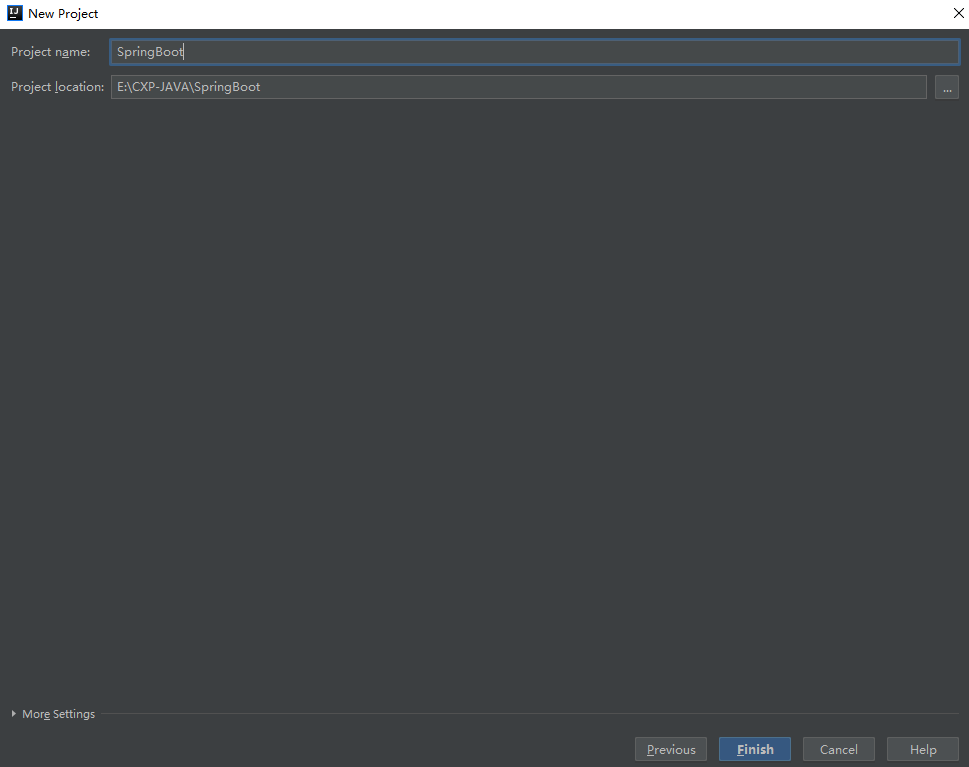 IJ New Project
Project name: SpringBoot
Project location: E:\CXP-JAVA\SpringBoot ...
More Settings
Previous Finish Cancel Help